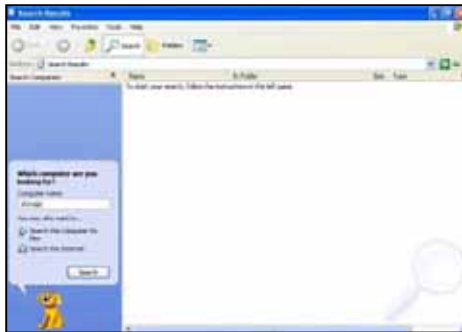 Search Results
File Edit View Favorites Tools Help
Search Folders
Address Search Results
Search Companion Name In Folder Size Type
To start your search, follow the instructions in the left pane.
Which computer are you
looking for?
Computer name:
storage
You may also want to...
Search this computer for
files
Search the Internet
Search